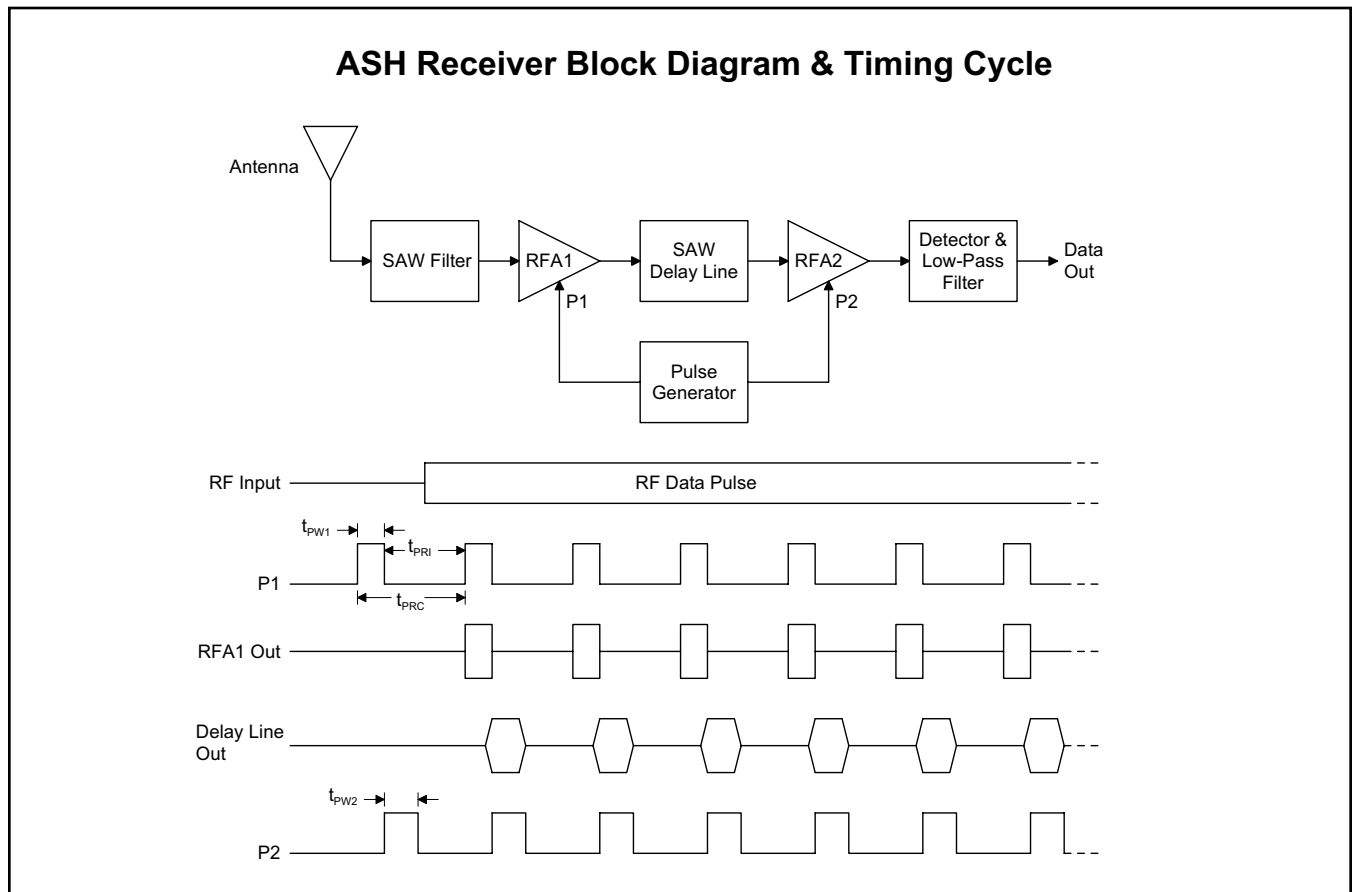 ASH Receiver Block Diagram & Timing Cycle
Antenna
SAW Filter
RFA1
SAW
Delay Line
RFA2
Detector &
Low-Pass
Filter
Data
Out
P1
P2
Pulse
Generator
RF Input
RF Data Pulse
tPW1
tPRI
P1
tPRC
RFA1 Out
Delay Line
Out
tPW2
P2